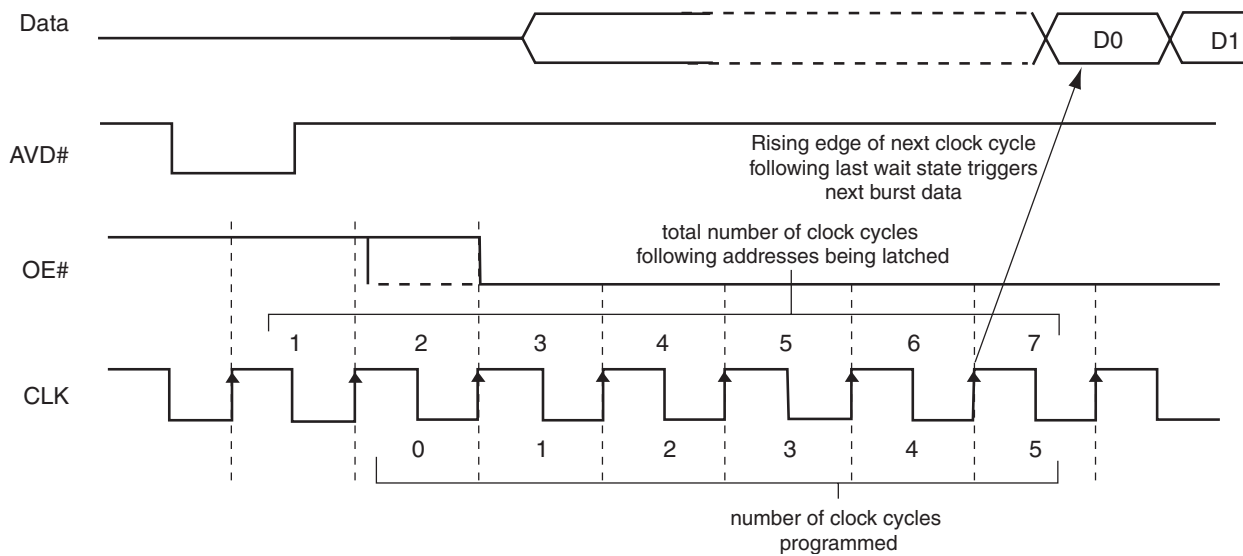 Data
D0
D1
AVD#
Rising edge of next clock cycle
following last wait state triggers
next burst data
total number of clock cycles
following addresses being latched
OE#
1 2 3 4 5 6 7
CLK
0 1 2 3 4 5
number of clock cycles
programmed